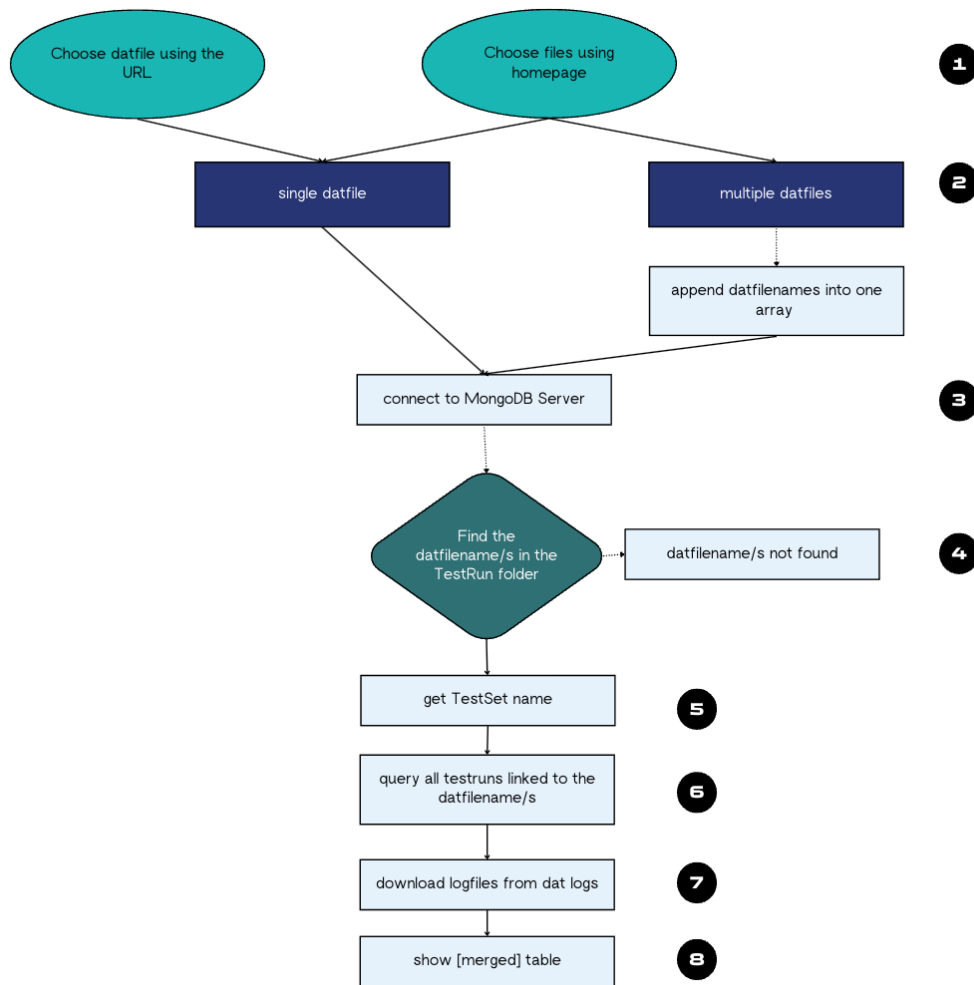 Choose datfile using the
URL
Choose files using
homepage
1
single datfile
multiple datfiles
2
append datfilenames into one
array
connect to MongoDB Server
3
Find the
datfilename/s in the
TestRun folder
datfilename/s not found
4
get TestSet name
5
query all testruns linked to the
datfilename/s
6
download logfiles from dat logs
7
show [merged] table
8